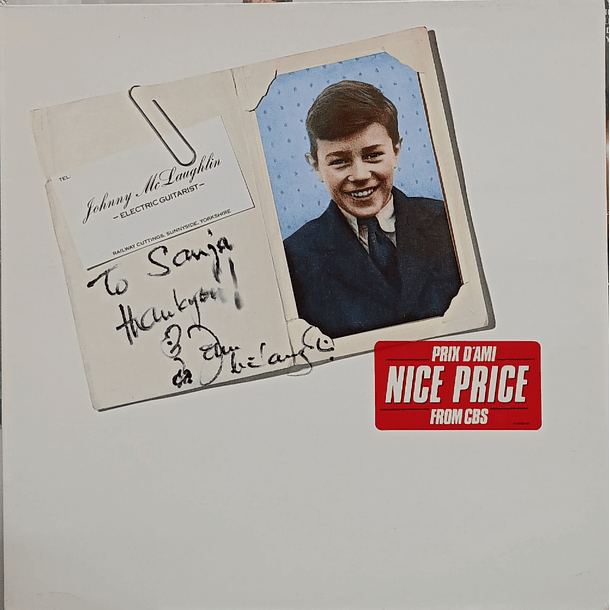 TEL.
Johnny McLaughlin
- ELECTRIC GUITARIST -
RAILWAY CUTTINGS, SUNNYSIDE, YORKSHIRE
To Sanja
thankyou!
PRIX D'AMI
NICE PRICE
FROM CBS